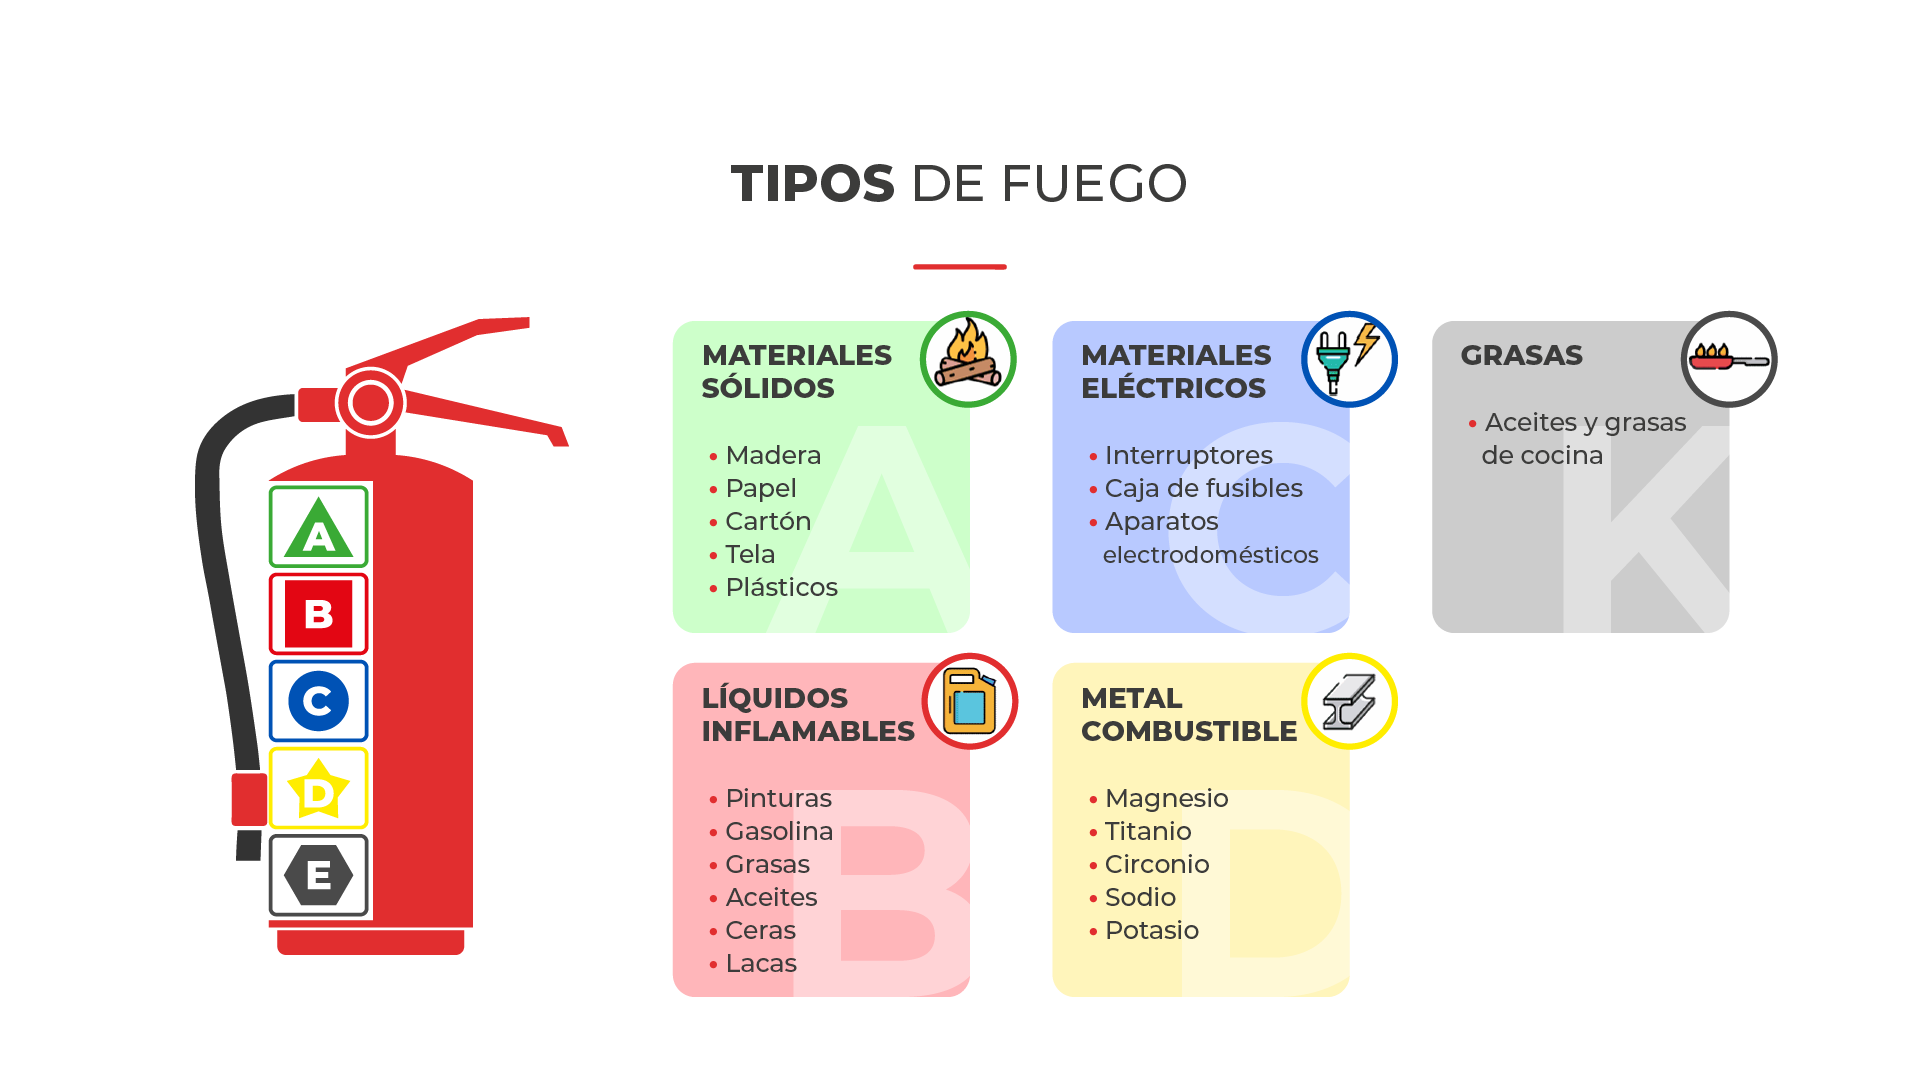 TIPOS DE FUEGO
A
B
C
D
E
MATERIALES
SÓLIDOS
• Madera
• Papel
• Cartón
• Tela
• Plásticos
A
MATERIALES
ELÉCTRICOS
• Interruptores
• Caja de fusibles
• Aparatos
electrodomésticos
C
GRASAS
• Aceites y grasas
de cocina
K
LÍQUIDOS
INFLAMABLES
• Pinturas
• Gasolina
• Grasas
• Aceites
• Ceras
• Lacas
B
METAL
COMBUSTIBLE
• Magnesio
• Titanio
• Circonio
• Sodio
• Potasio
D